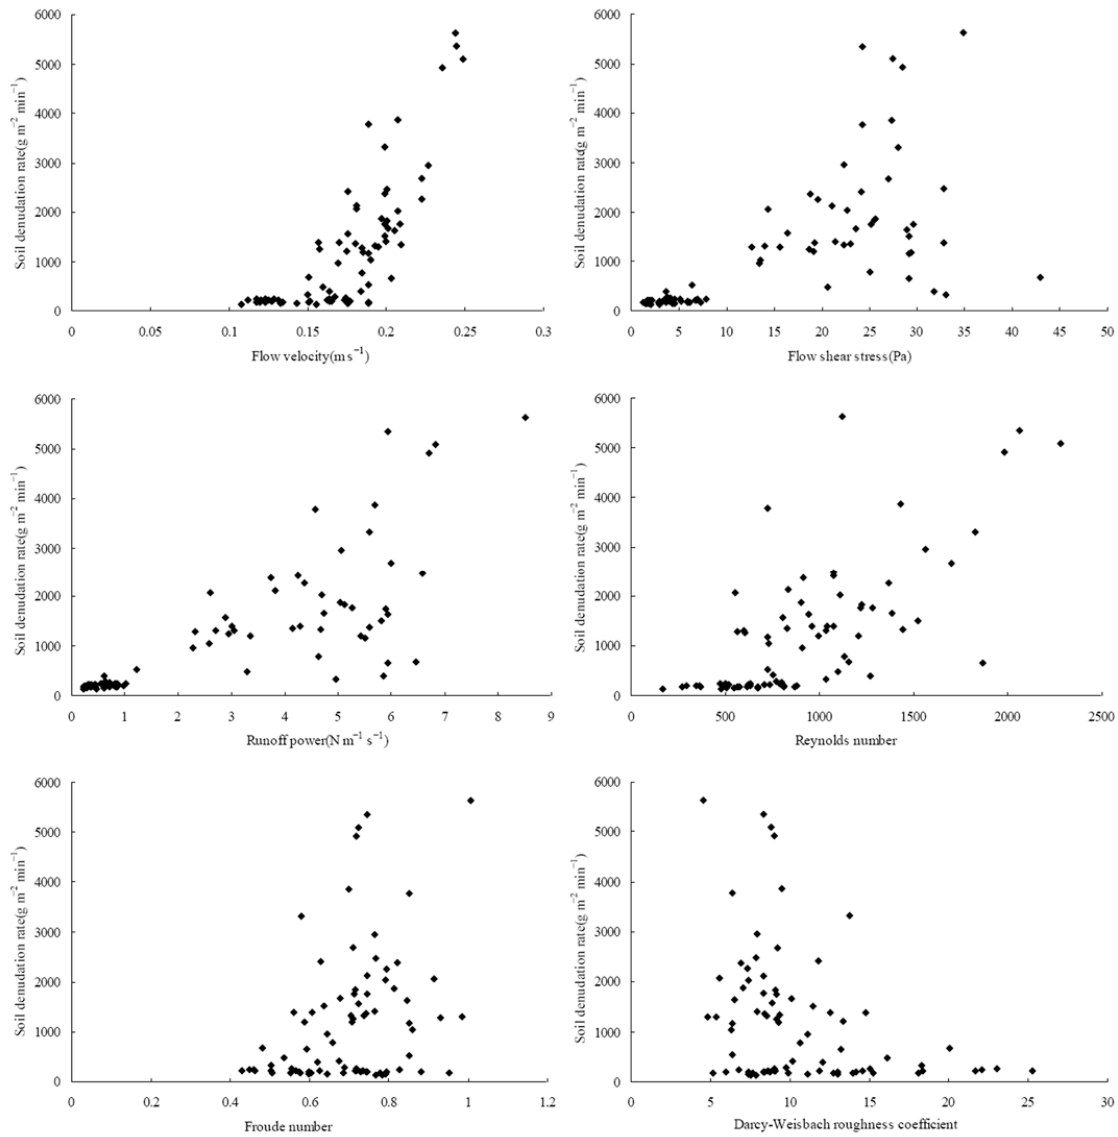 6000
5000
4000
3000
2000
1000
0
0 0.05 0.1 0.15 0.2 0.25 0.3
Soil denudation rate(g m⁻² min⁻¹)
Flow velocity(m s⁻¹)
6000
5000
4000
3000
2000
1000
0
0 5 10 15 20 25 30 35 40 45 50
Soil denudation rate(g m⁻² min⁻¹)
Flow shear stress(Pa)
6000
5000
4000
3000
2000
1000
0
0 1 2 3 4 5 6 7 8 9
Soil denudation rate(g m⁻² min⁻¹)
Runoff power(N m⁻¹ s⁻¹)
6000
5000
4000
3000
2000
1000
0
0 500 1000 1500 2000 2500
Soil denudation rate(g m⁻² min⁻¹)
Reynolds number
6000
5000
4000
3000
2000
1000
0
0 0.2 0.4 0.6 0.8 1 1.2
Soil denudation rate(g m⁻² min⁻¹)
Froude number
6000
5000
4000
3000
2000
1000
0
0 5 10 15 20 25 30
Soil denudation rate(g m⁻² min⁻¹)
Darcy-Weisbach roughness coefficient